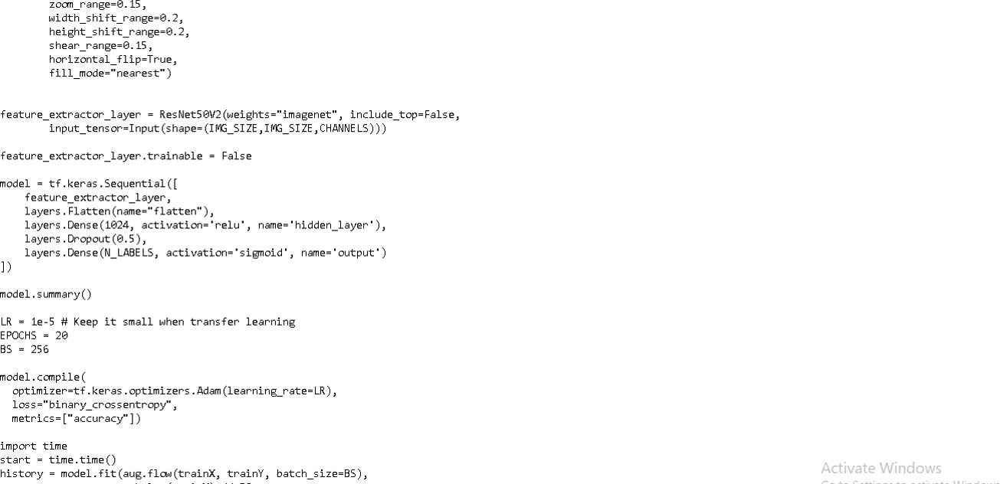 zoom_range=0.15,
width_shift_range=0.2,
height_shift_range=0.2,
shear_range=0.15,
horizontal_flip=True,
fill_mode="nearest")
feature_extractor_layer = ResNet50V2(weights="imagenet", include_top=False,
input_tensor=Input(shape=(IMG_SIZE,IMG_SIZE,CHANNELS)))
feature_extractor_layer.trainable = False
model = tf.keras.Sequential([
feature_extractor_layer,
layers.Flatten(name="flatten"),
layers.Dense(1024, activation='relu', name='hidden_layer'),
layers.Dropout(0.5),
layers.Dense(N_LABELS, activation='sigmoid', name='output')
])
model.summary()
LR = 1e-5 # Keep it small when transfer learning
EPOCHS = 20
BS = 256
model.compile(
optimizer=tf.keras.optimizers.Adam(learning_rate=LR),
loss="binary_crossentropy",
metrics=["accuracy"])
import time
start = time.time()
history = model.fit(aug.flow(trainX, trainY, batch_size=BS),
Activate Windows